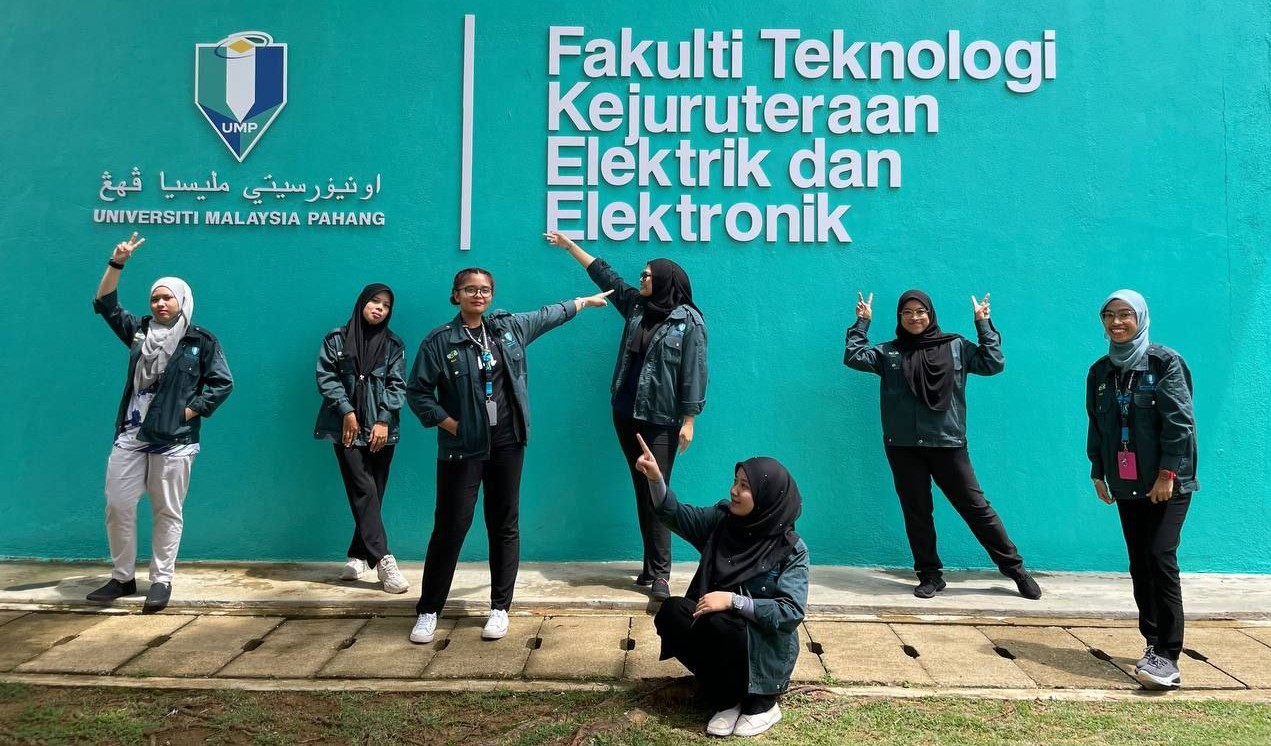 UMP
اونيۏرسيتي مليسيا ڤهڠ
UNIVERSITI MALAYSIA PAHANG
Fakulti Teknologi
Kejuruteraan
Elektrik dan
Elektronik